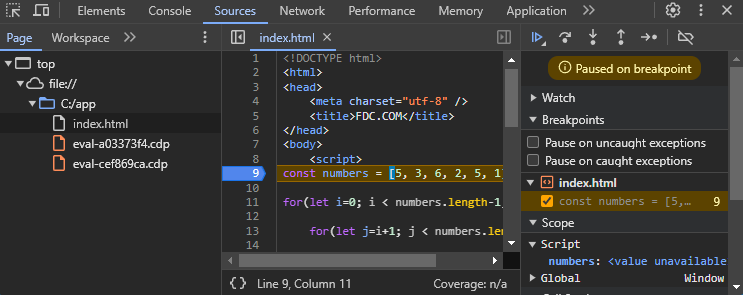 Elements Console Sources Network Performance Memory Application
Page Workspace
index.html
top
file://
C:/app
index.html
eval-a03373f4.cdp
eval-cef869ca.cdp
1 <!DOCTYPE html>
2 <html>
3 <head>
4 <meta charset="utf-8" />
5 <title>FDC.COM</title>
6 </head>
7 <body>
8 <script>
9 const numbers = [5, 3, 6, 2, 5, 1]
10
11 for(let i=0; i < numbers.length-1
12
13 for(let j=i+1; j < numbers.len
14
{} Line 9, Column 11 Coverage: n/a
Paused on breakpoint
Watch
Breakpoints
Pause on uncaught exceptions
Pause on caught exceptions
index.html
const numbers = [5,… 9
Scope
Script
numbers: <value unavailable
Global Window